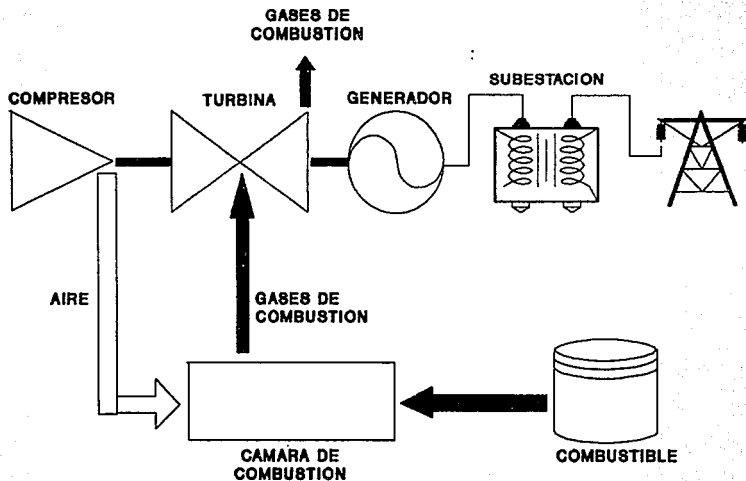 GASES DE
COMBUSTION
COMPRESOR
TURBINA
GENERADOR
SUBESTACION
AIRE
GASES DE
COMBUSTION
CAMARA DE
COMBUSTION
COMBUSTIBLE